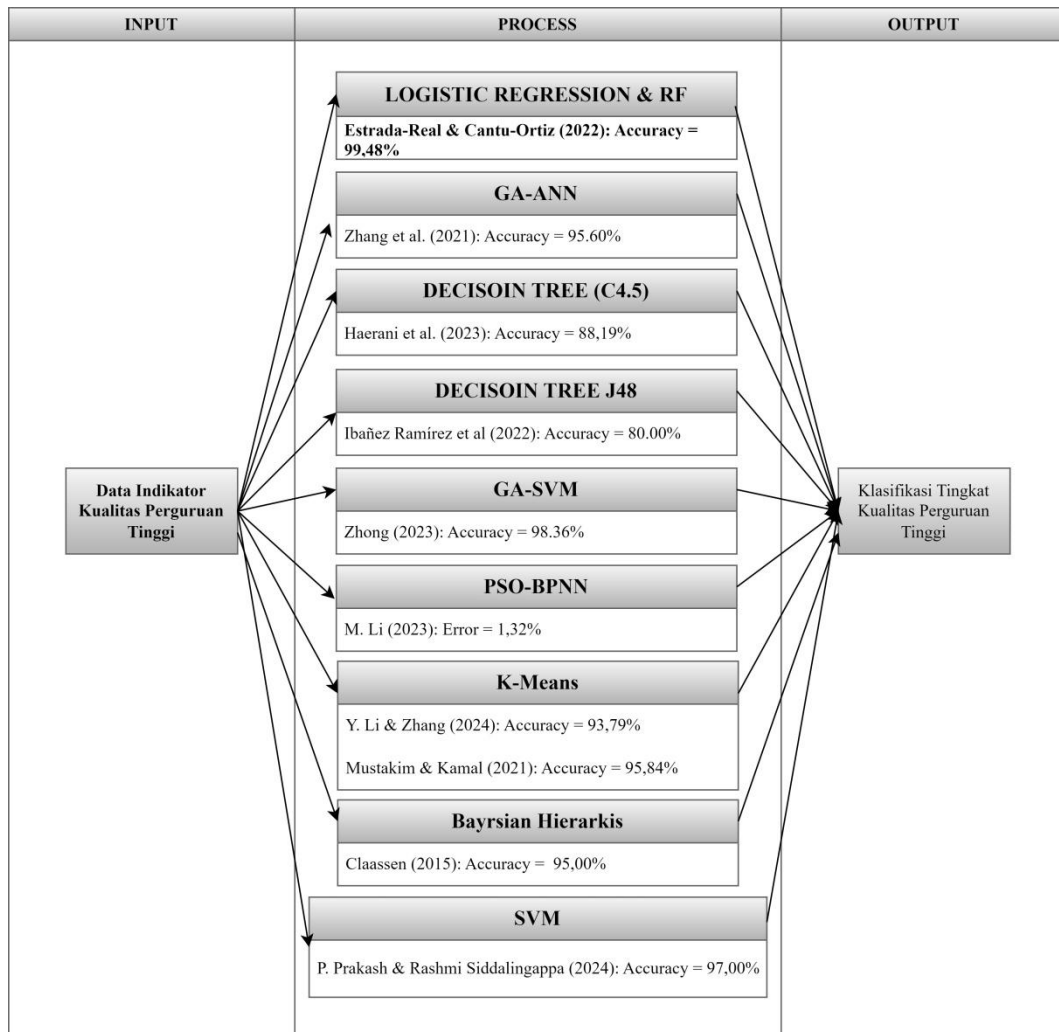 INPUT
PROCESS
OUTPUT
LOGISTIC REGRESSION & RF
Estrada-Real & Cantu-Ortiz (2022): Accuracy =
99,48%
GA-ANN
Zhang et al. (2021): Accuracy = 95.60%
DECISOIN TREE (C4.5)
Haerani et al. (2023): Accuracy = 88,19%
DECISOIN TREE J48
Ibañez Ramírez et al (2022): Accuracy = 80.00%
Data Indikator
Kualitas Perguruan
Tinggi
GA-SVM
Zhong (2023): Accuracy = 98.36%
Klasifikasi Tingkat
Kualitas Perguruan
Tinggi
PSO-BPNN
M. Li (2023): Error = 1,32%
K-Means
Y. Li & Zhang (2024): Accuracy = 93,79%
Mustakim & Kamal (2021): Accuracy = 95,84%
Bayrsian Hierarkis
Claassen (2015): Accuracy = 95,00%
SVM
P. Prakash & Rashmi Siddalingappa (2024): Accuracy = 97,00%